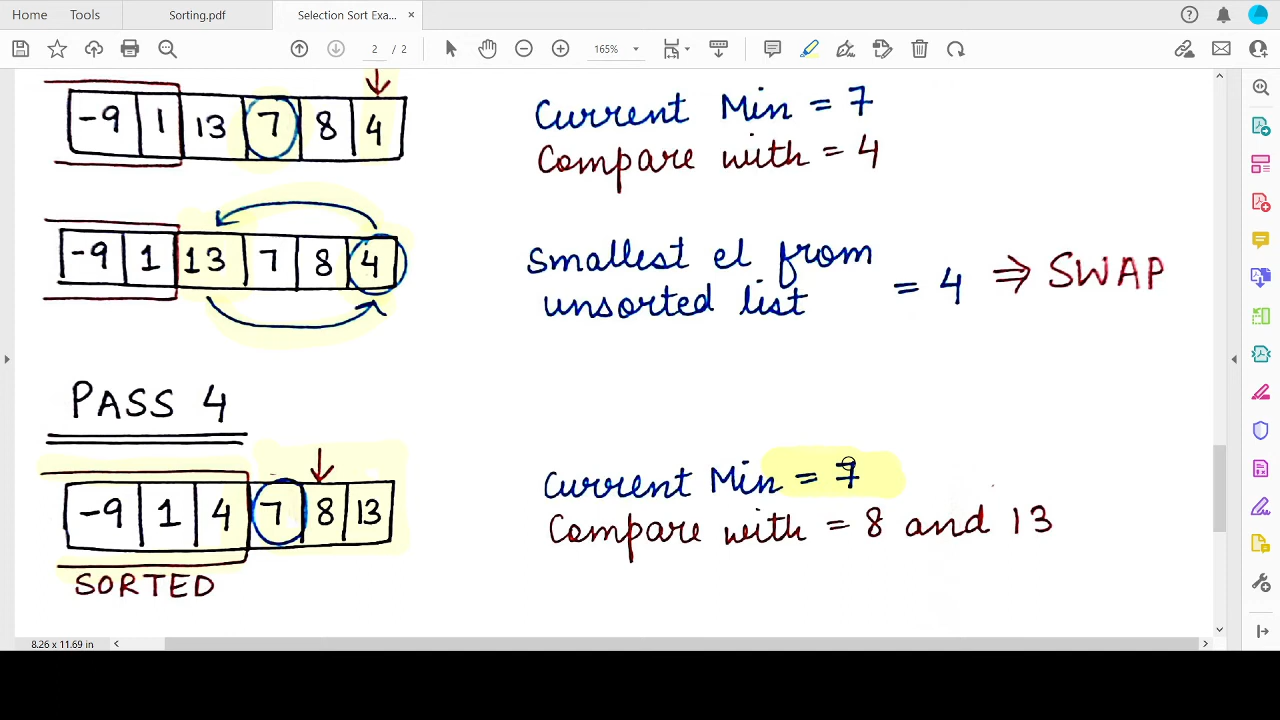 Home Tools Sorting.pdf Selection Sort Exa... ×
2 / 2 165%
-9 1 13 7 8 4
Current Min = 7
Compare with = 4
-9 1 13 7 8 4
Smallest el from
unsorted list = 4 ⇒ SWAP
PASS 4
-9 1 4 7 8 13
Current Min = 7
Compare with = 8 and 13
SORTED
8.26 x 11.69 in